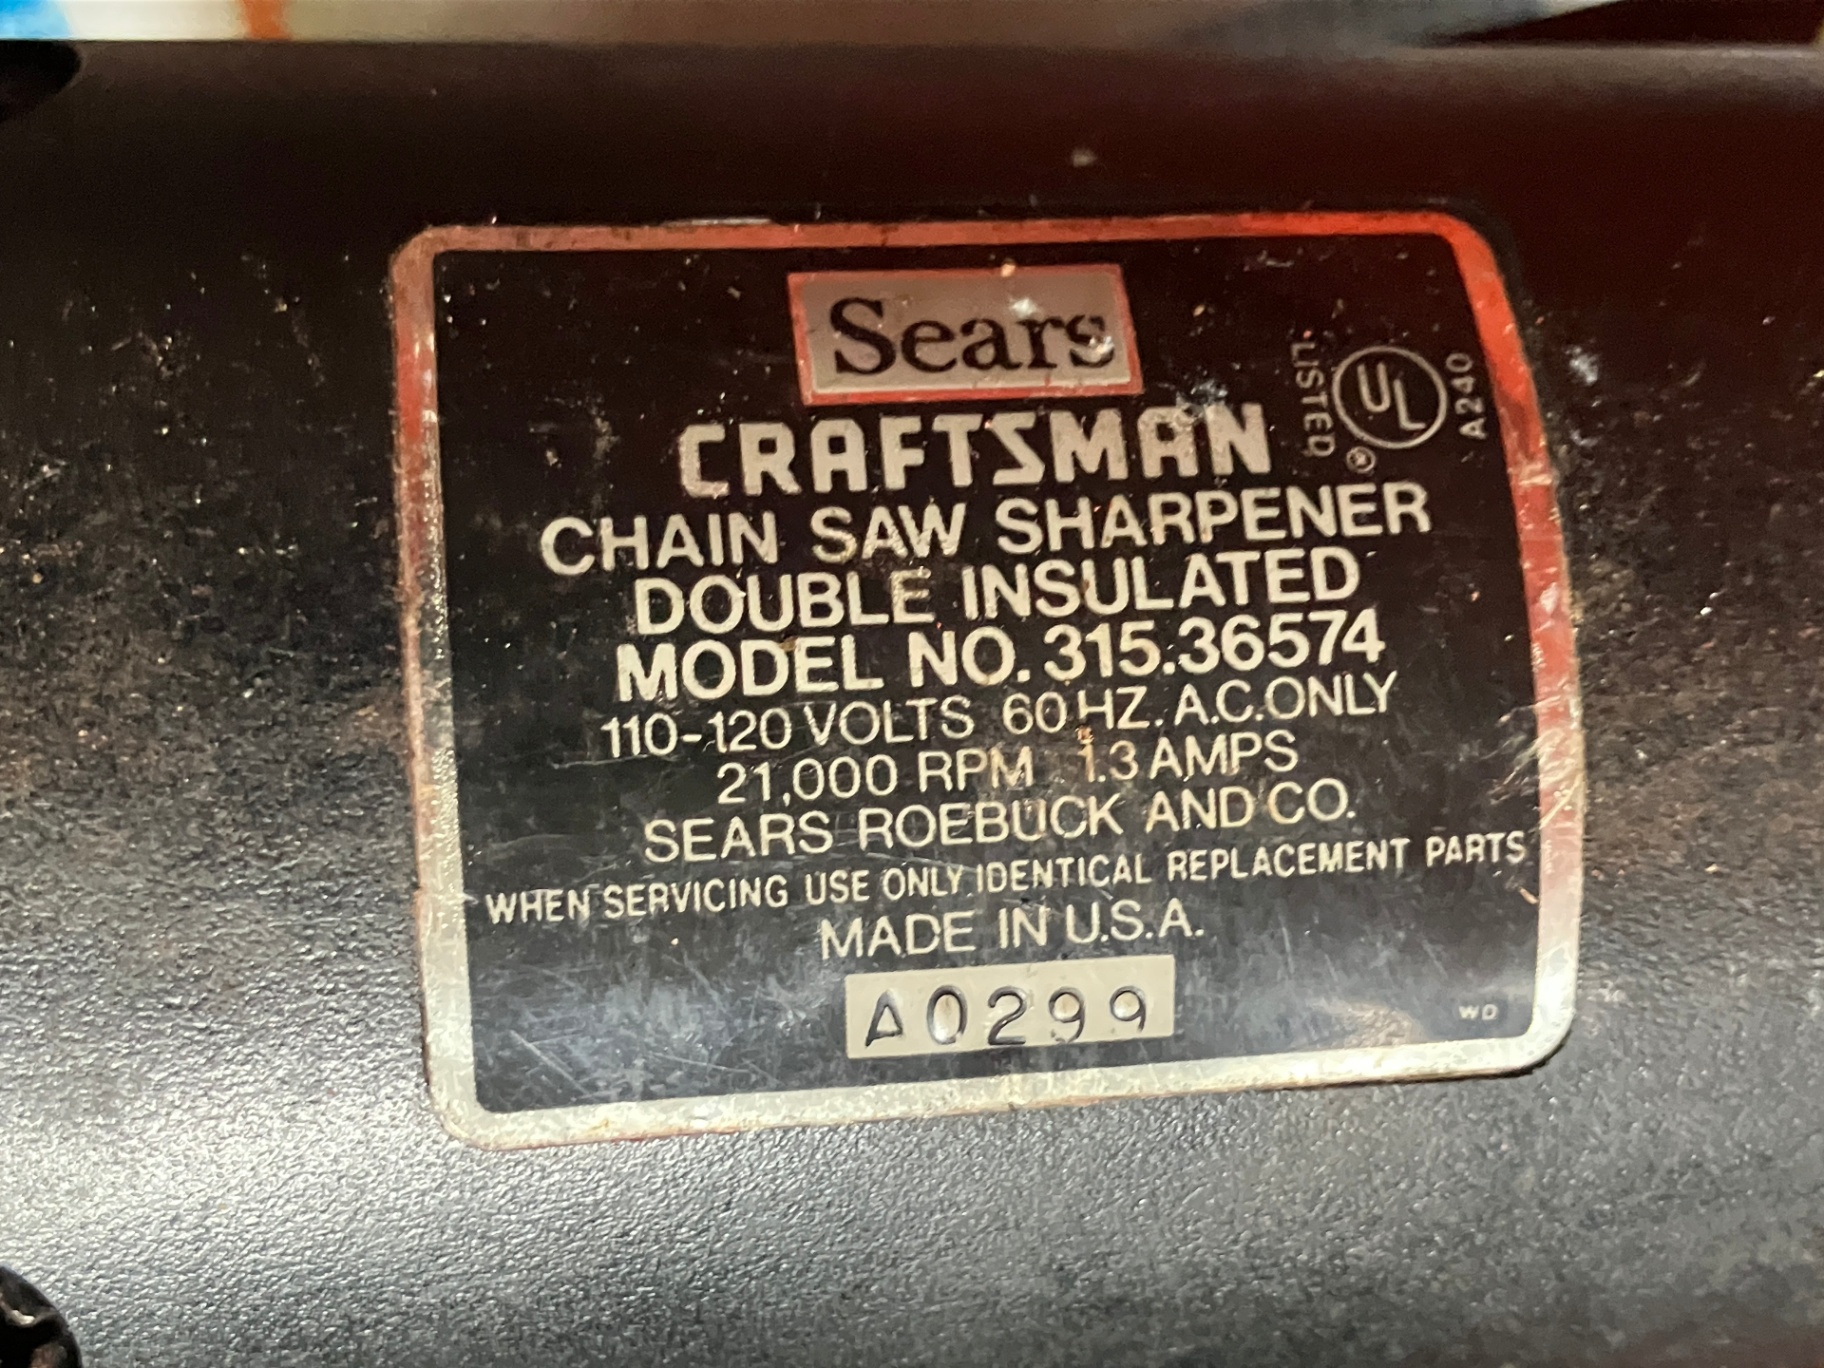 Sears
CRAFTSMAN®
LISTED
UL
A240
CHAIN SAW SHARPENER
DOUBLE INSULATED
MODEL NO. 315.36574
110-120 VOLTS 60 HZ. A.C. ONLY
21,000 RPM 1.3 AMPS
SEARS ROEBUCK AND CO.
WHEN SERVICING USE ONLY IDENTICAL REPLACEMENT PARTS
MADE IN U.S.A.
A0299
WD